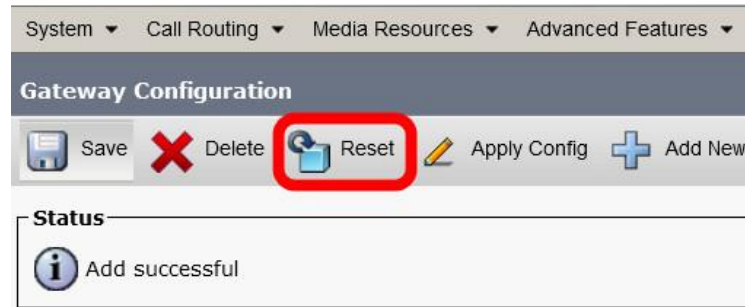 System Call Routing Media Resources Advanced Features
Gateway Configuration
Save Delete Reset Apply Config Add New
Status
i Add successful